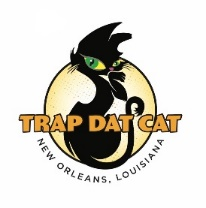 TRAP DAT CAT
NEW ORLEANS, LOUISIANA